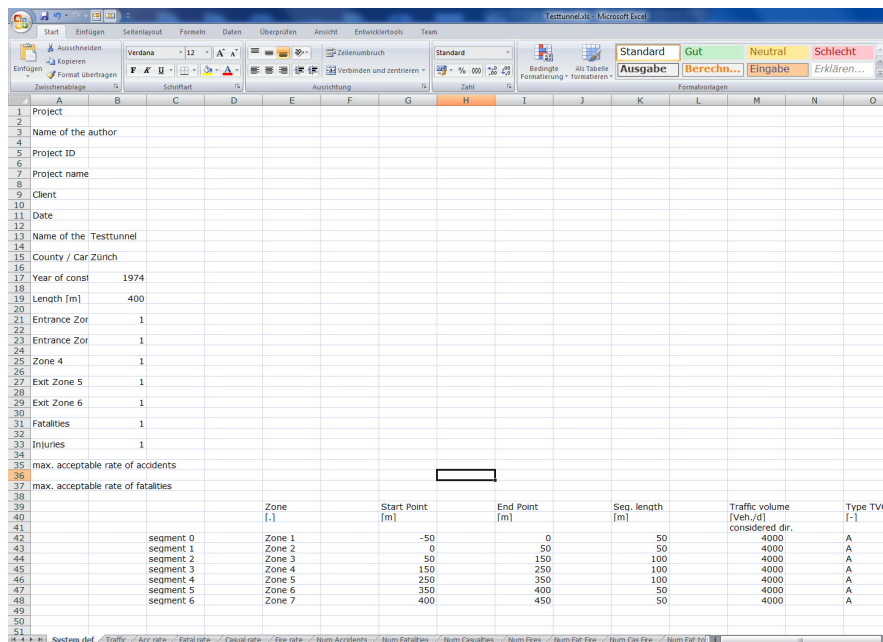 Testtunnel.xls - Microsoft Excel
Start Einfügen Seitenlayout Formeln Daten Überprüfen Ansicht Entwicklertools Team
Ausschneiden
Kopieren
Format übertragen
Einfügen
Zwischenablage
Verdana 12
F K U
Schriftart
Zeilenumbruch
Verbinden und zentrieren
Ausrichtung
Standard
% 000
Zahl
Bedingte Formatierung
Als Tabelle formatieren
Standard Gut Neutral Schlecht
Ausgabe Berechn... Eingabe Erklären...
Formatvorlagen
A B C D E F G H I J K L M N O
1 Project
2
3 Name of the author
4
5 Project ID
6
7 Project name
8
9 Client
10
11 Date
12
13 Name of the Testtunnel
14
15 County / Car Zürich
16
17 Year of const 1974
18
19 Length [m] 400
20
21 Entrance Zor 1
22
23 Entrance Zor 1
24
25 Zone 4 1
26
27 Exit Zone 5 1
28
29 Exit Zone 6 1
30
31 Fatalities 1
32
33 Injuries 1
34
35 max. acceptable rate of accidents
36
37 max. acceptable rate of fatalities
38
39 Zone Start Point End Point Seg. length Traffic volume Type TVC
40 [.] [m] [m] [m] [Veh./d] [-]
41 considered dir.
42 segment 0 Zone 1 -50 0 50 4000 A
43 segment 1 Zone 2 0 50 50 4000 A
44 segment 2 Zone 3 50 150 100 4000 A
45 segment 3 Zone 4 150 250 100 4000 A
46 segment 4 Zone 5 250 350 100 4000 A
47 segment 5 Zone 6 350 400 50 4000 A
48 segment 6 Zone 7 400 450 50 4000 A
49
50
51
System def Traffic Acc rate Fatal rate Casual rate Fire rate Num Accidents Num Fatalities Num Casualties Num Fires Num Fat Fire Num Cas Fire Num Fat